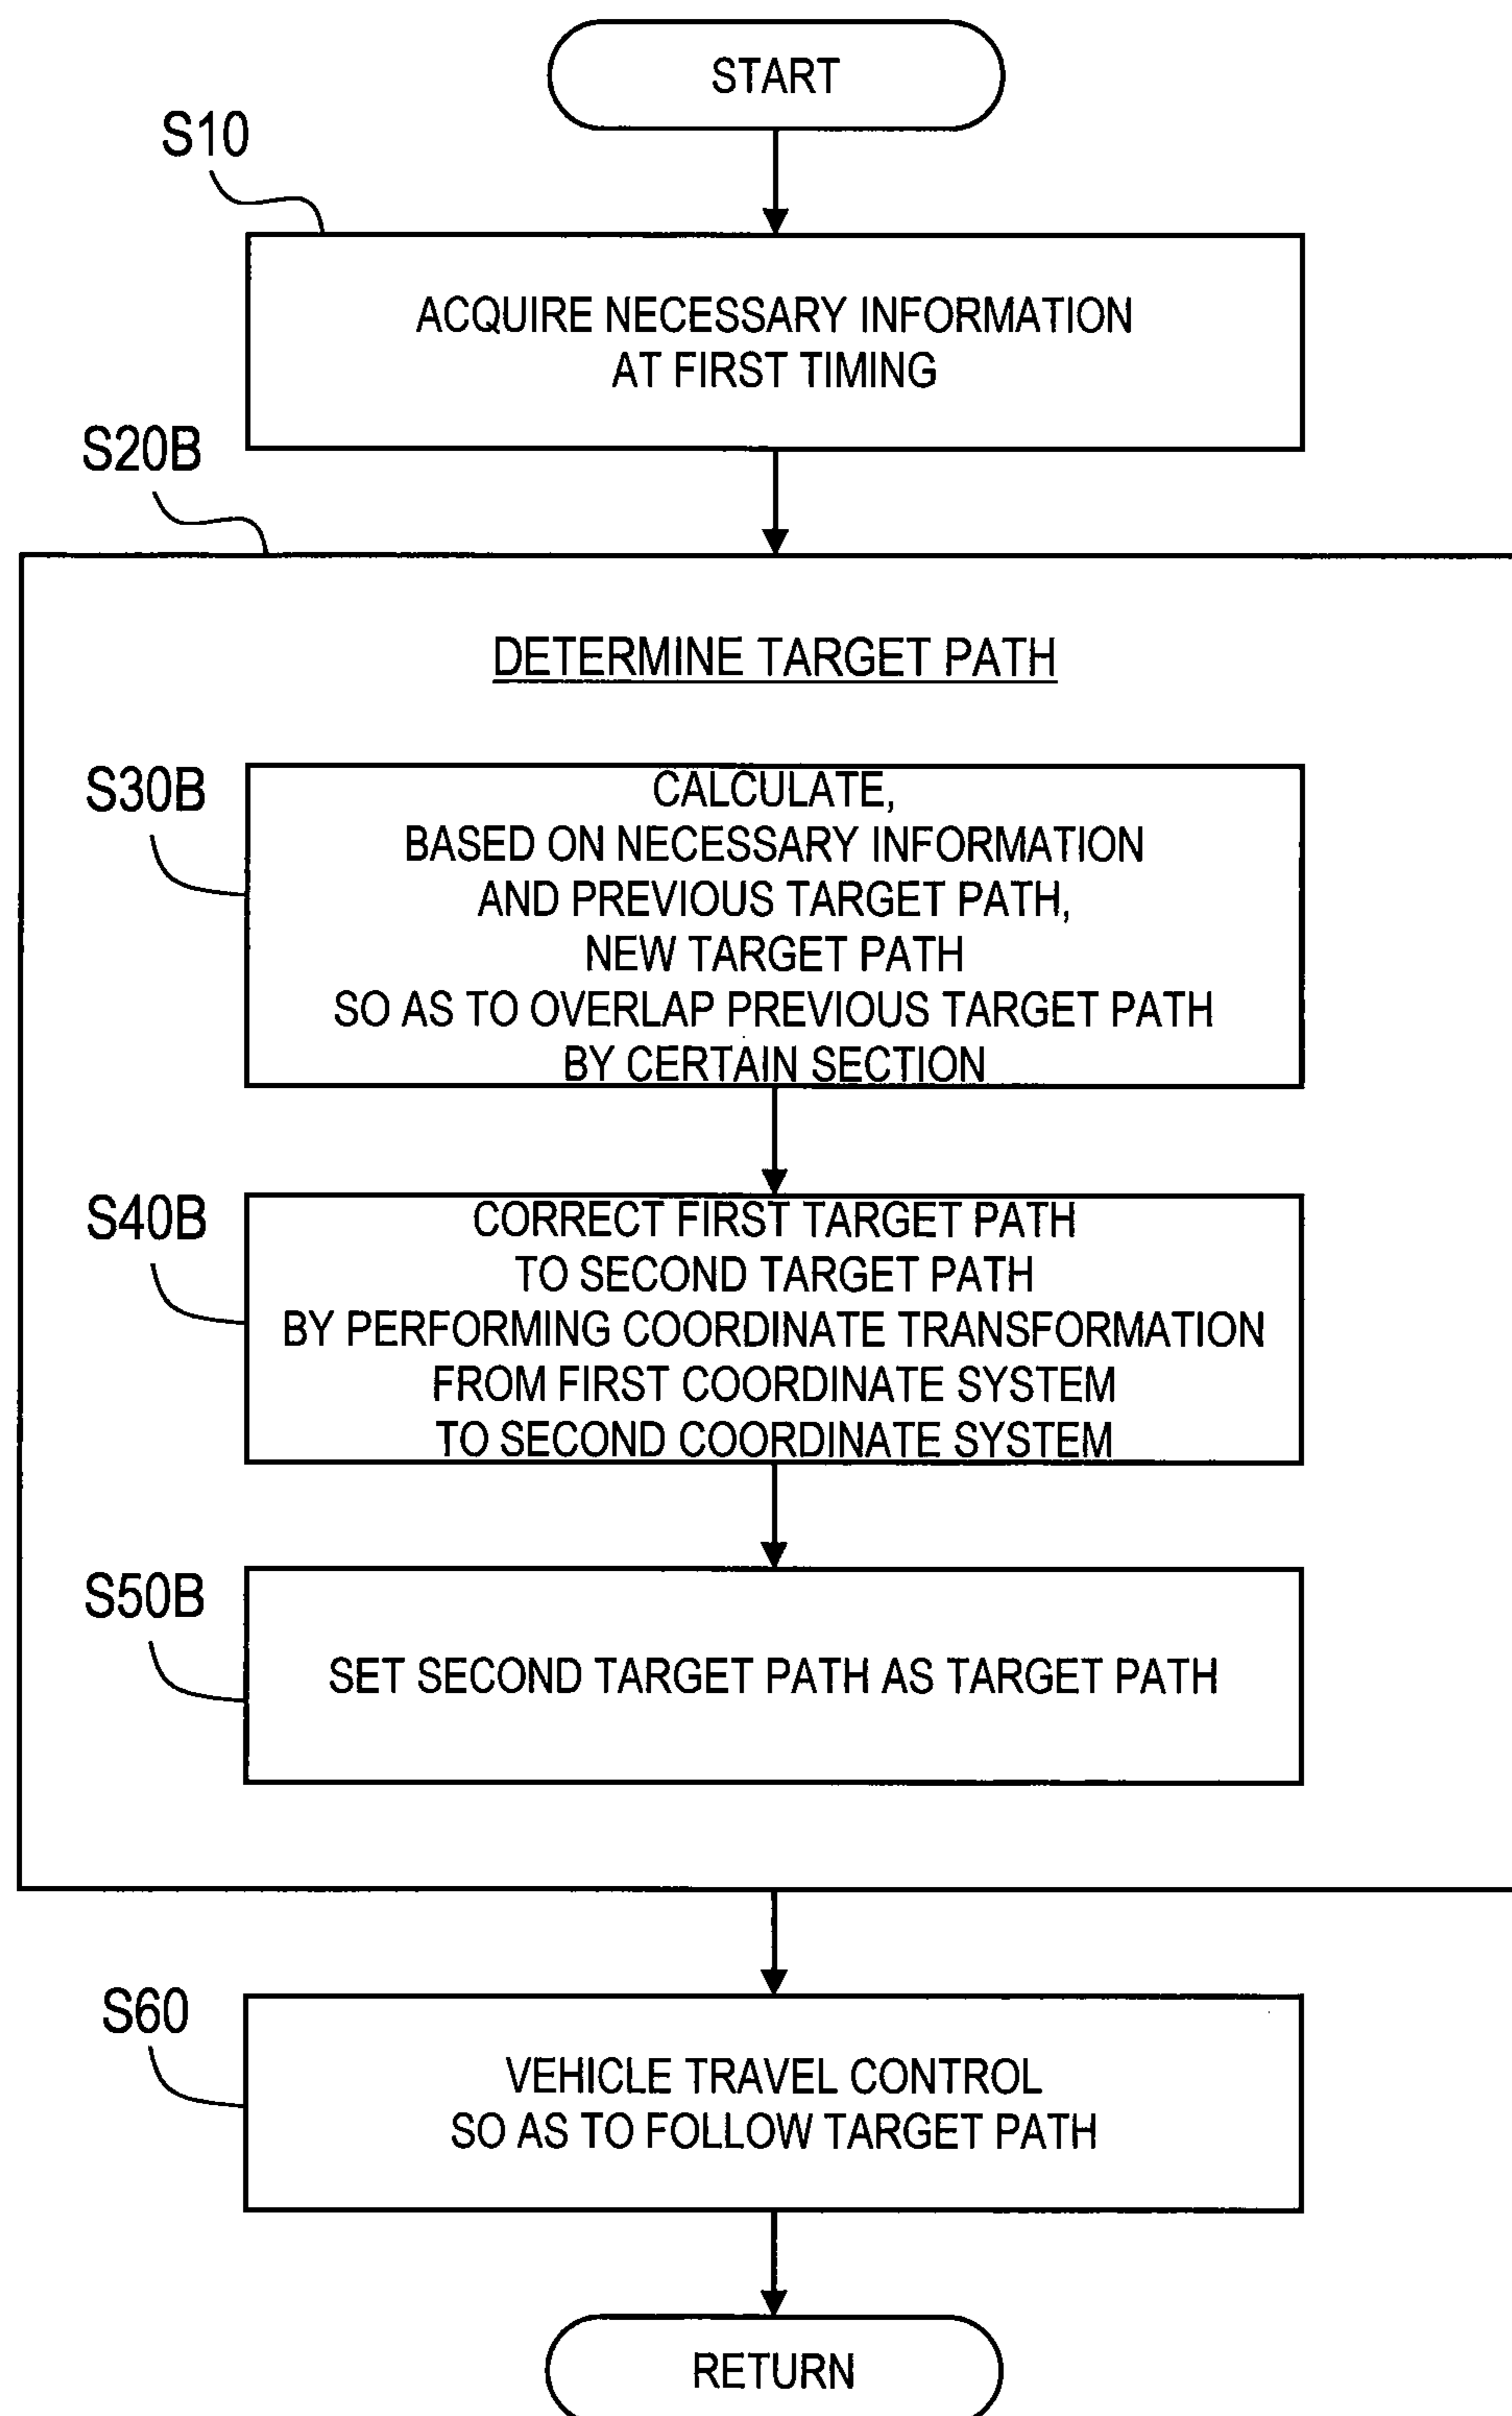 START
S10
ACQUIRE NECESSARY INFORMATION
AT FIRST TIMING
S20B
DETERMINE TARGET PATH
S30B
CALCULATE,
BASED ON NECESSARY INFORMATION
AND PREVIOUS TARGET PATH,
NEW TARGET PATH
SO AS TO OVERLAP PREVIOUS TARGET PATH
BY CERTAIN SECTION
S40B
CORRECT FIRST TARGET PATH
TO SECOND TARGET PATH
BY PERFORMING COORDINATE TRANSFORMATION
FROM FIRST COORDINATE SYSTEM
TO SECOND COORDINATE SYSTEM
S50B
SET SECOND TARGET PATH AS TARGET PATH
S60
VEHICLE TRAVEL CONTROL
SO AS TO FOLLOW TARGET PATH
RETURN